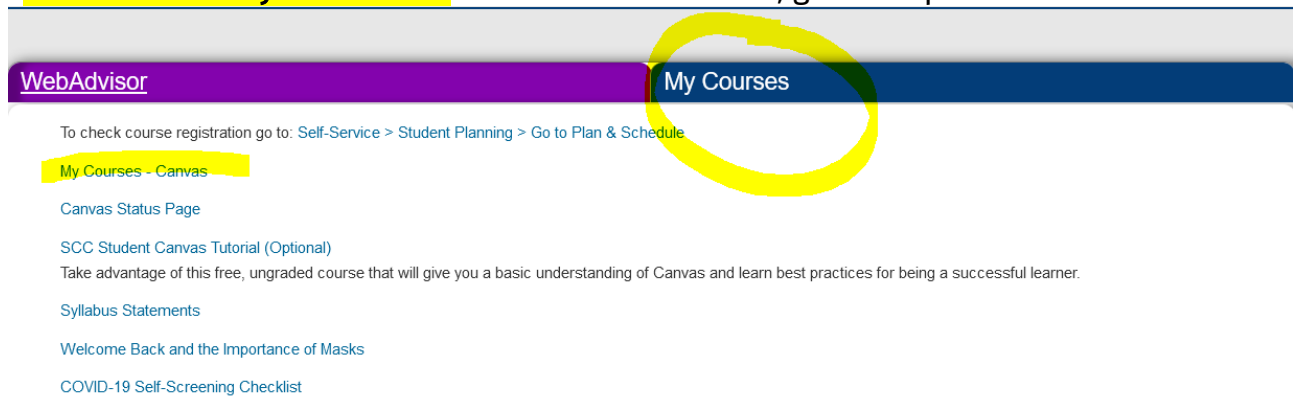 WebAdvisor
My Courses
To check course registration go to: Self-Service > Student Planning > Go to Plan & Schedule
My Courses - Canvas
Canvas Status Page
SCC Student Canvas Tutorial (Optional)
Take advantage of this free, ungraded course that will give you a basic understanding of Canvas and learn best practices for being a successful learner.
Syllabus Statements
Welcome Back and the Importance of Masks
COVID-19 Self-Screening Checklist